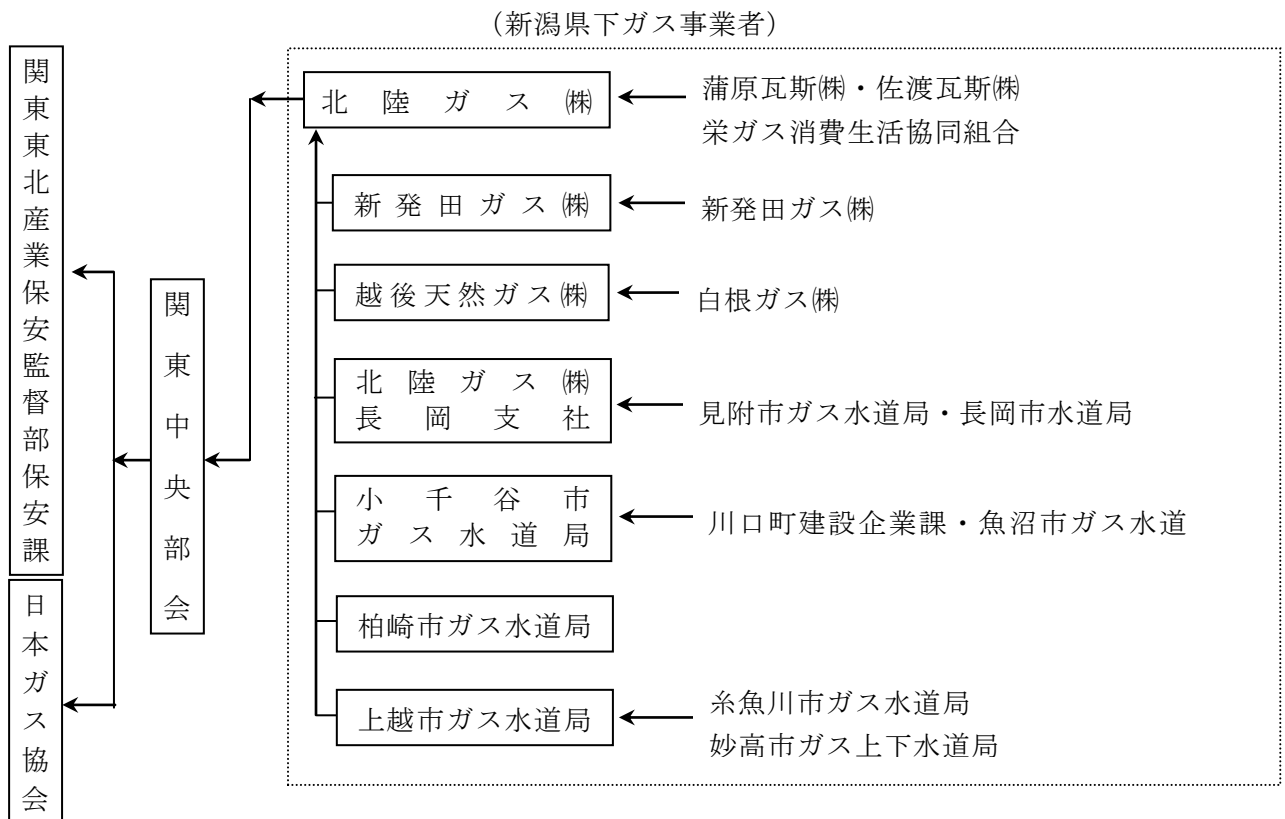 （新潟県下ガス事業者）
関東東北産業保安監督部保安課
日本ガス協会
関東中央部会
北陸ガス㈱
蒲原瓦斯㈱・佐渡瓦斯㈱
栄ガス消費生活協同組合
新発田ガス㈱
新発田ガス㈱
越後天然ガス㈱
白根ガス㈱
北陸ガス㈱
長岡支社
見附市ガス水道局・長岡市水道局
小千谷市
ガス水道局
川口町建設企業課・魚沼市ガス水道
柏崎市ガス水道局
上越市ガス水道局
糸魚川市ガス水道局
妙高市ガス上下水道局